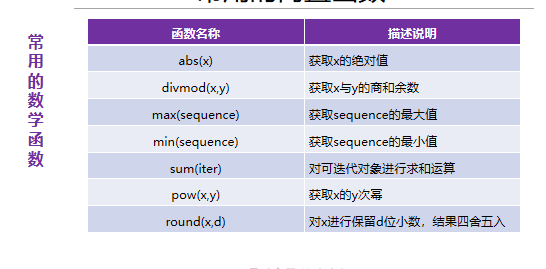 常用的数学函数
函数名称 描述说明
abs(x) 获取x的绝对值
divmod(x,y) 获取x与y的商和余数
max(sequence) 获取sequence的最大值
min(sequence) 获取sequence的最小值
sum(iter) 对可迭代对象进行求和运算
pow(x,y) 获取x的y次幂
round(x,d) 对x进行保留d位小数，结果四舍五入